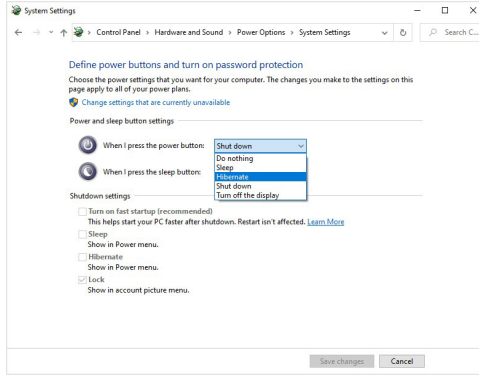 System Settings
Control Panel > Hardware and Sound > Power Options > System Settings
Search C...
Define power buttons and turn on password protection
Choose the power settings that you want for your computer. The changes you make to the settings on this
page apply to all of your power plans.
Change settings that are currently unavailable
Power and sleep button settings
When I press the power button: Shut down
Do nothing
Sleep
When I press the sleep button: Hibernate
Shut down
Turn off the display
Shutdown settings
Turn on fast startup (recommended)
This helps start your PC faster after shutdown. Restart isn't affected. Learn More
Sleep
Show in Power menu.
Hibernate
Show in Power menu.
Lock
Show in account picture menu.
Save changes Cancel